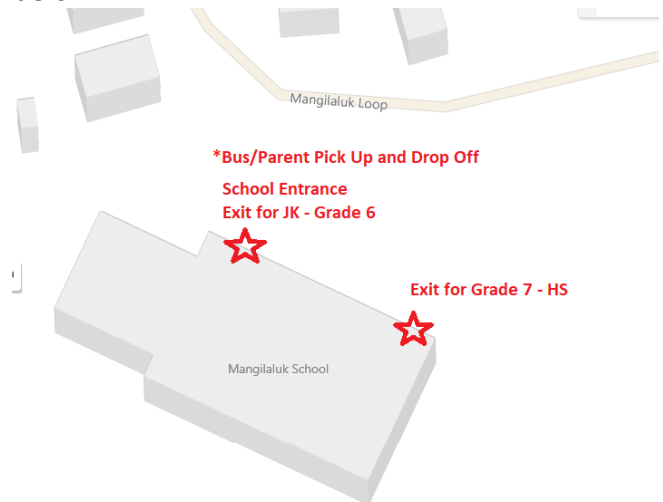 Mangilaluk Loop
*Bus/Parent Pick Up and Drop Off
School Entrance
Exit for JK - Grade 6
Exit for Grade 7 - HS
Mangilaluk School